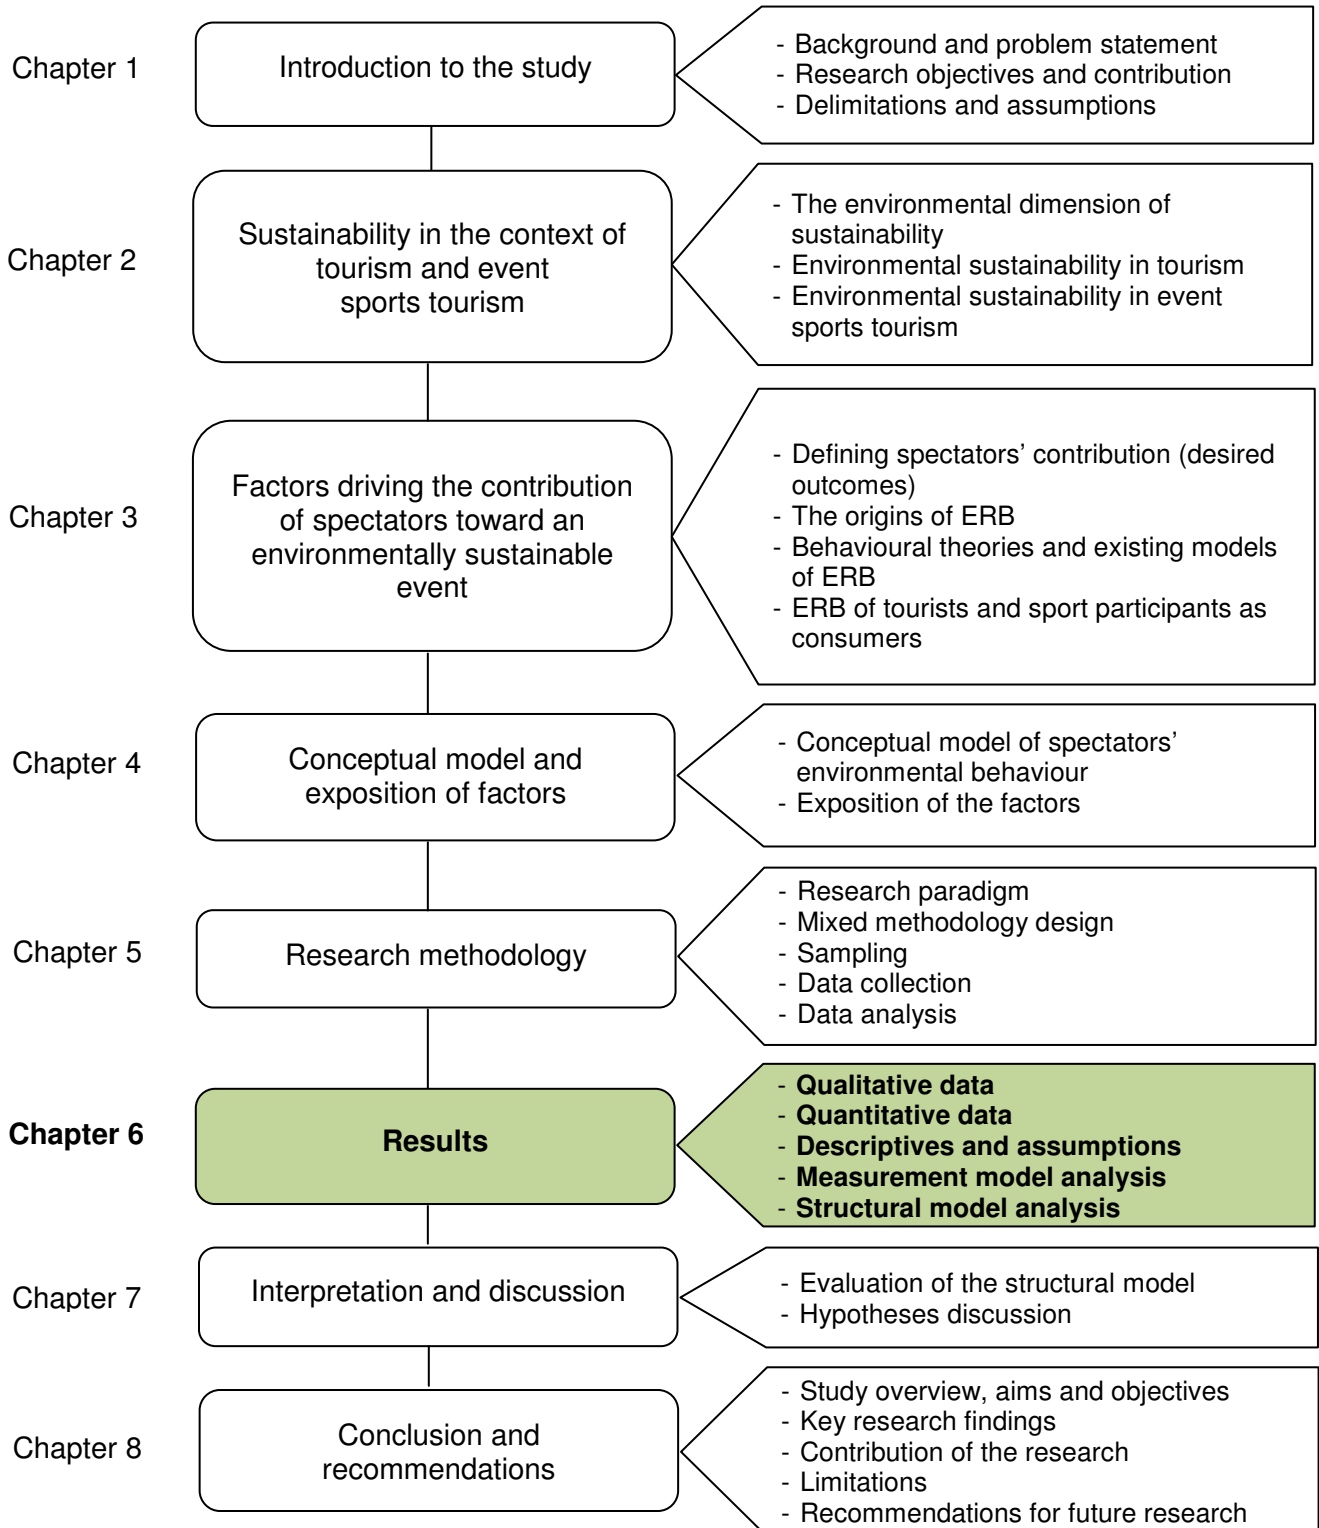 Chapter 1
Introduction to the study
- Background and problem statement
- Research objectives and contribution
- Delimitations and assumptions
Chapter 2
Sustainability in the context of
tourism and event
sports tourism
- The environmental dimension of
sustainability
- Environmental sustainability in tourism
- Environmental sustainability in event
sports tourism
Chapter 3
Factors driving the contribution
of spectators toward an
environmentally sustainable
event
- Defining spectators’ contribution (desired
outcomes)
- The origins of ERB
- Behavioural theories and existing models
of ERB
- ERB of tourists and sport participants as
consumers
Chapter 4
Conceptual model and
exposition of factors
- Conceptual model of spectators’
environmental behaviour
- Exposition of the factors
Chapter 5
Research methodology
- Research paradigm
- Mixed methodology design
- Sampling
- Data collection
- Data analysis
Chapter 6
Results
- Qualitative data
- Quantitative data
- Descriptives and assumptions
- Measurement model analysis
- Structural model analysis
Chapter 7
Interpretation and discussion
- Evaluation of the structural model
- Hypotheses discussion
Chapter 8
Conclusion and
recommendations
- Study overview, aims and objectives
- Key research findings
- Contribution of the research
- Limitations
- Recommendations for future research